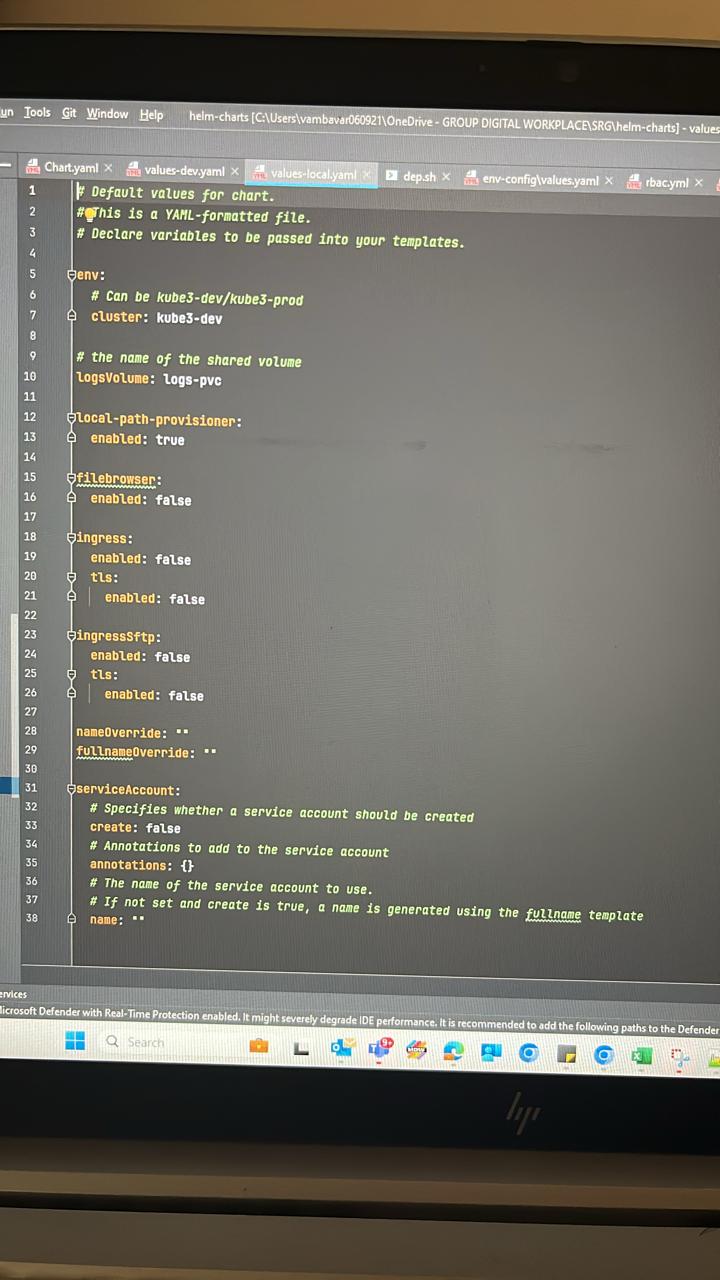 un Tools Git Window Help helm-charts [C:\Users\vambavar060921\OneDrive - GROUP DIGITAL WORKPLACE\SRG\helm-charts] - values
Chart.yaml values-dev.yaml values-local.yaml dep.sh env-config\values.yaml rbac.yml
1 # Default values for chart.
2 # This is a YAML-formatted file.
3 # Declare variables to be passed into your templates.
4
5 env:
6 # Can be kube3-dev/kube3-prod
7 cluster: kube3-dev
8
9 # the name of the shared volume
10 logsVolume: logs-pvc
11
12 local-path-provisioner:
13 enabled: true
14
15 filebrowser:
16 enabled: false
17
18 ingress:
19 enabled: false
20 tls:
21 enabled: false
22
23 ingressSftp:
24 enabled: false
25 tls:
26 enabled: false
27
28 nameOverride: ""
29 fullnameOverride: ""
30
31 serviceAccount:
32 # Specifies whether a service account should be created
33 create: false
34 # Annotations to add to the service account
35 annotations: {}
36 # The name of the service account to use.
37 # If not set and create is true, a name is generated using the fullname template
38 name: ""
ervices
Microsoft Defender with Real-Time Protection enabled. It might severely degrade IDE performance. It is recommended to add the following paths to the Defender
Search
9+
hp